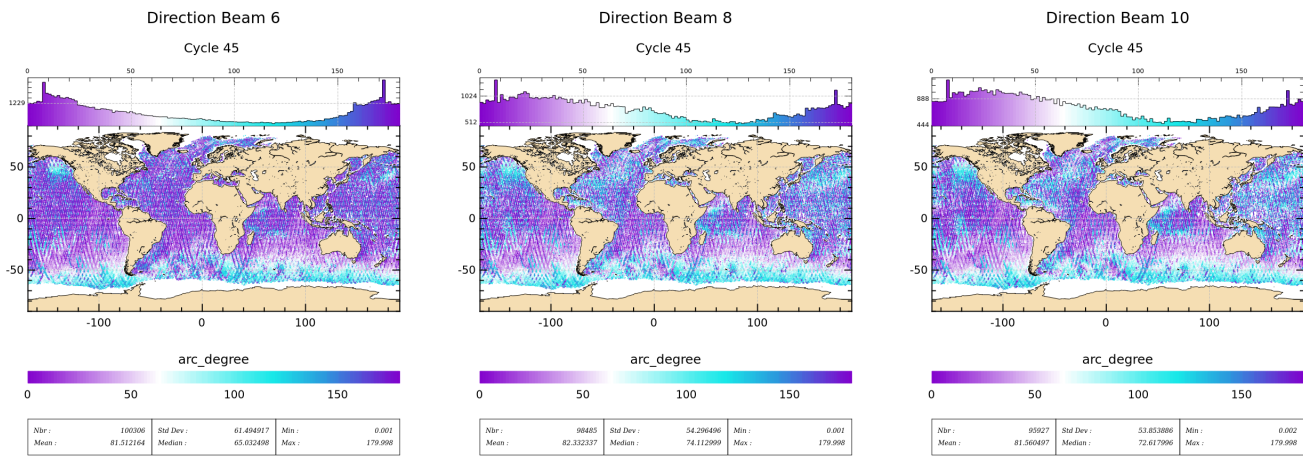 Direction Beam 6
Cycle 45
0 50 100 150
1229
50
0
-50
-100 0 100
arc_degree
0 50 100 150
Nbr : 100306 Std Dev : 61.494917 Min : 0.001
Mean : 81.512164 Median : 65.032498 Max : 179.998
Direction Beam 8
Cycle 45
0 50 100 150
1024
512
50
0
-50
-100 0 100
arc_degree
0 50 100 150
Nbr : 98485 Std Dev : 54.296496 Min : 0.001
Mean : 82.332337 Median : 74.112999 Max : 179.998
Direction Beam 10
Cycle 45
0 50 100 150
888
444
50
0
-50
-100 0 100
arc_degree
0 50 100 150
Nbr : 95927 Std Dev : 53.853886 Min : 0.002
Mean : 81.560497 Median : 72.617996 Max : 179.998